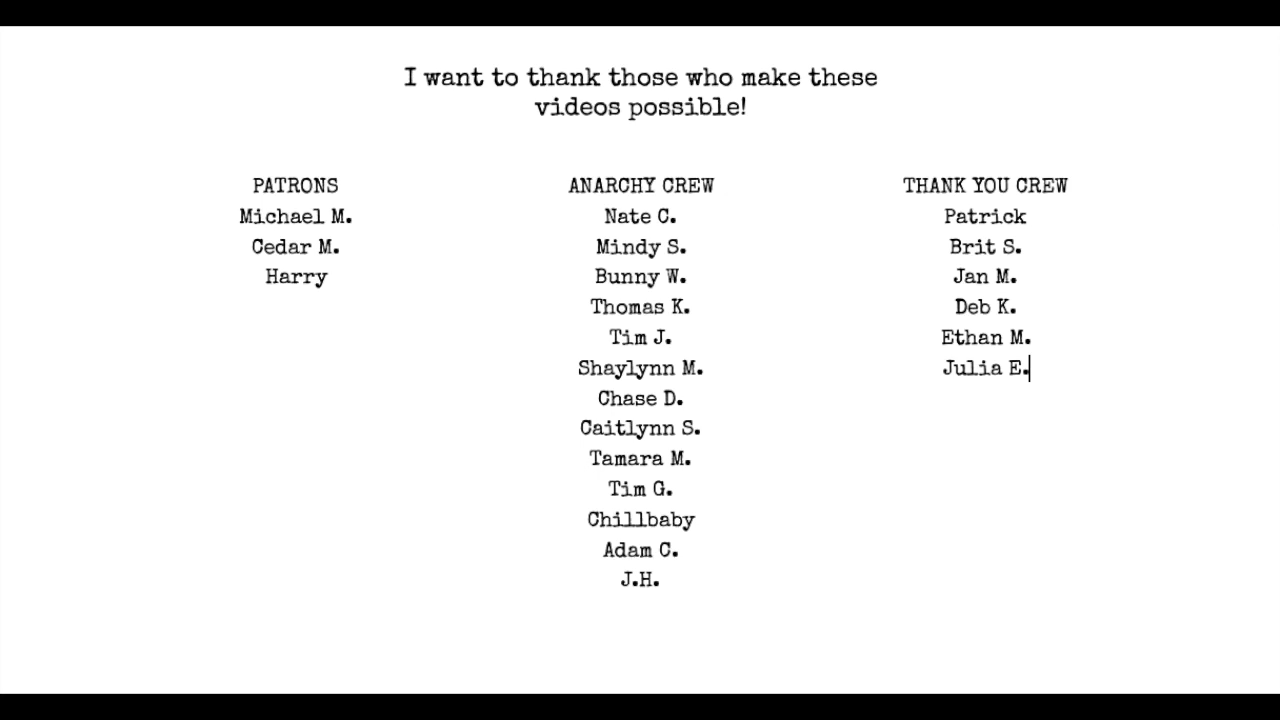 I want to thank those who make these
videos possible!
PATRONS
Michael M.
Cedar M.
Harry
ANARCHY CREW
Nate C.
Mindy S.
Bunny W.
Thomas K.
Tim J.
Shaylynn M.
Chase D.
Caitlynn S.
Tamara M.
Tim G.
Chillbaby
Adam C.
J.H.
THANK YOU CREW
Patrick
Brit S.
Jan M.
Deb K.
Ethan M.
Julia E.